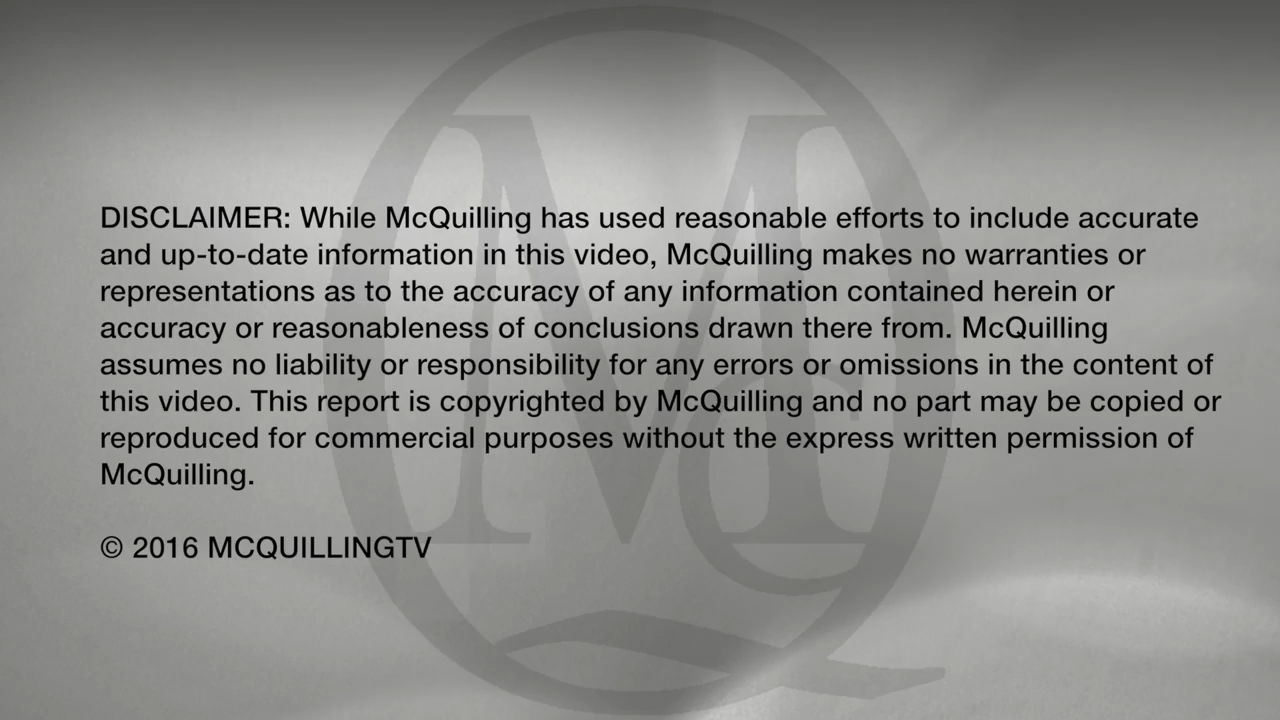 DISCLAIMER: While McQuilling has used reasonable efforts to include accurate
and up-to-date information in this video, McQuilling makes no warranties or
representations as to the accuracy of any information contained herein or
accuracy or reasonableness of conclusions drawn there from. McQuilling
assumes no liability or responsibility for any errors or omissions in the content of
this video. This report is copyrighted by McQuilling and no part may be copied or
reproduced for commercial purposes without the express written permission of
McQuilling.
© 2016 MCQUILLINGTV